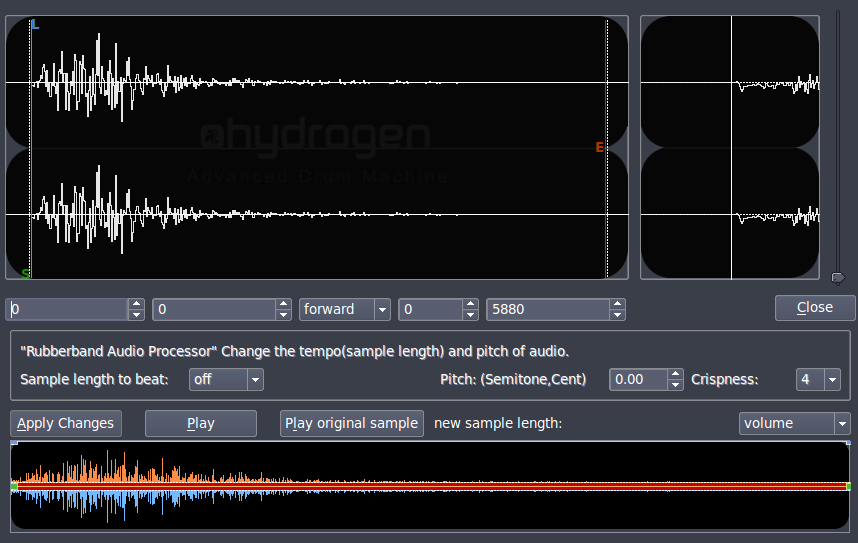 L
hydrogen
Advanced Drum Machine
E
S
0 0 forward 0 5880 Close
"Rubberband Audio Processor" Change the tempo(sample length) and pitch of audio.
Sample length to beat: off Pitch: (Semitone,Cent) 0.00 Crispness: 4
Apply Changes Play Play original sample new sample length: volume